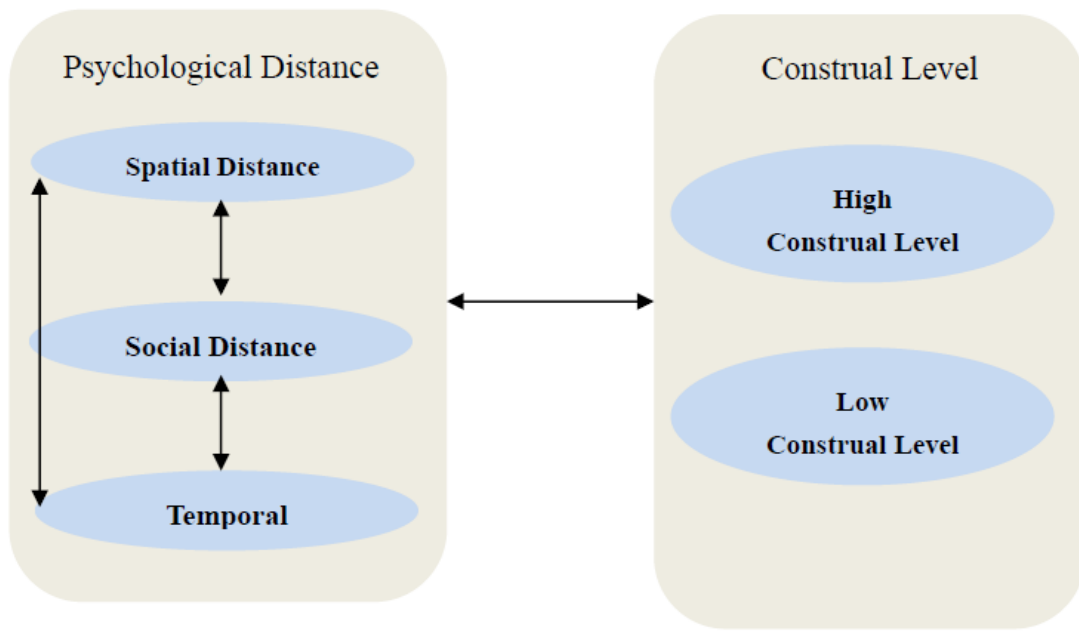 Psychological Distance
Spatial Distance
Social Distance
Temporal
Construal Level
High
Construal Level
Low
Construal Level